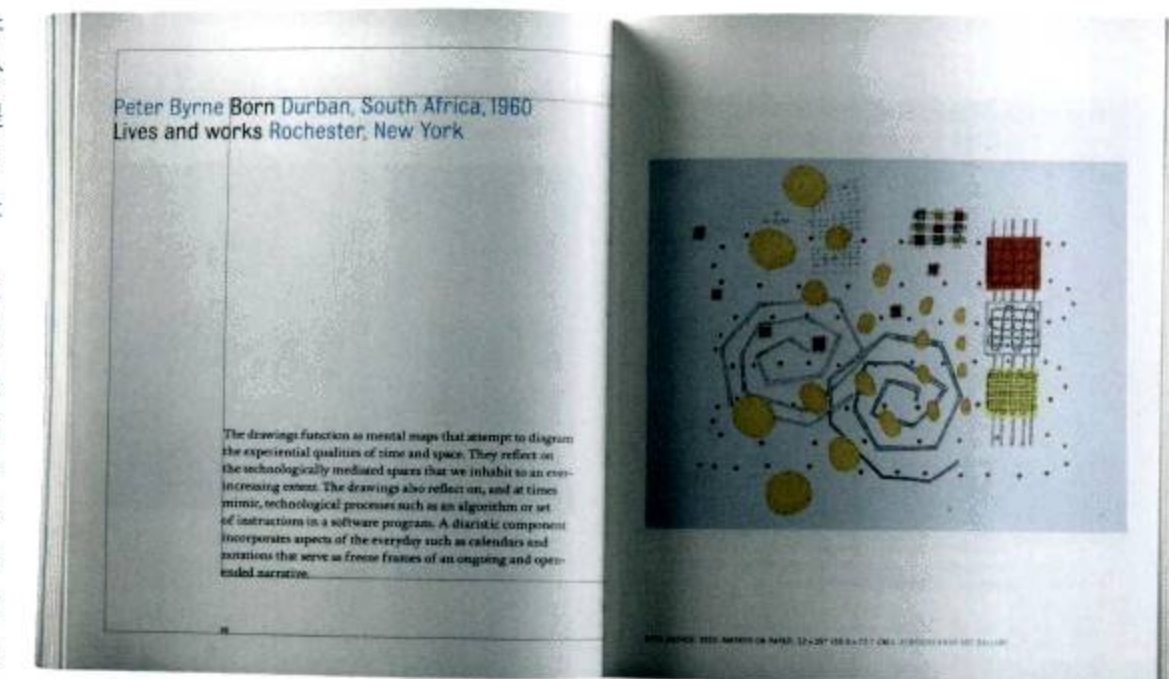 Peter Byrne Born Durban, South Africa, 1960
Lives and works Rochester, New York
The drawings function as mental maps that attempt to diagram
the experiential qualities of time and space. They reflect on
the technologically mediated spaces that we inhabit to an ever-
increasing extent. The drawings also reflect on, and at times
mimic, technological processes such as an algorithm or set
of instructions in a software program. A diaristic component
incorporates aspects of the everyday such as calendars and
notations that serve as freeze frames of an ongoing and open-
ended narrative.
ON PAPER